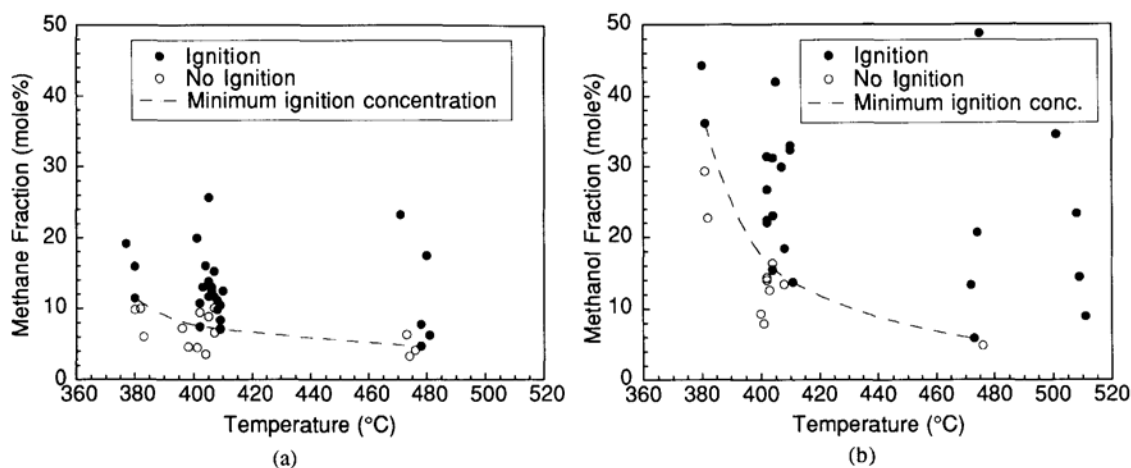 50
40
30
20
10
0
Methane Fraction (mole%)
Ignition
No Ignition
Minimum ignition concentration
360 380 400 420 440 460 480 500 520
Temperature (°C)
(a)
50
40
30
20
10
0
Methanol Fraction (mole%)
Ignition
No Ignition
Minimum ignition conc.
360 380 400 420 440 460 480 500 520
Temperature (°C)
(b)